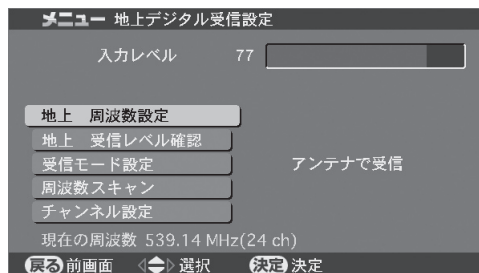 メニュー 地上デジタル受信設定
入力レベル 77
地上 周波数設定
地上 受信レベル確認
受信モード設定 アンテナで受信
周波数スキャン
チャンネル設定
現在の周波数 539.14 MHz(24 ch)
戻る 前画面 選択 決定 決定